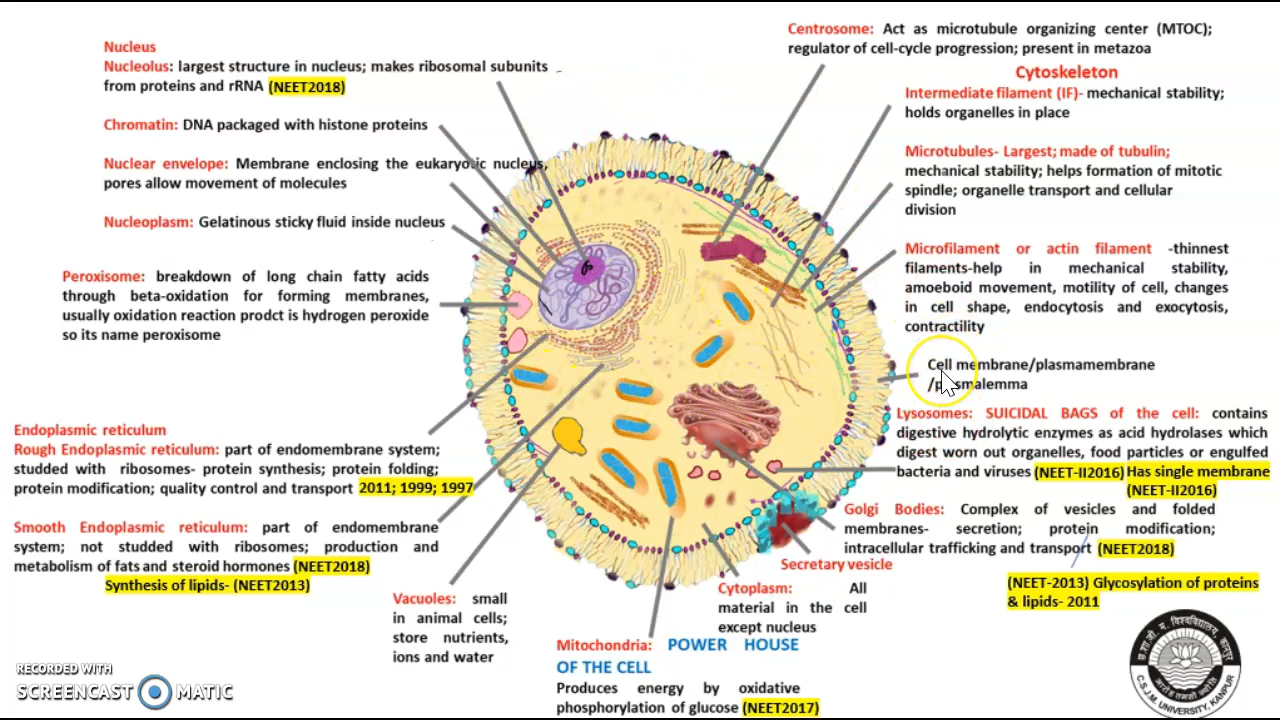 Nucleus
Nucleolus: largest structure in nucleus; makes ribosomal subunits
from proteins and rRNA (NEET2018)
Chromatin: DNA packaged with histone proteins
Nuclear envelope: Membrane enclosing the eukaryotic nucleus,
pores allow movement of molecules
Nucleoplasm: Gelatinous sticky fluid inside nucleus
Peroxisome: breakdown of long chain fatty acids
through beta-oxidation for forming membranes,
usually oxidation reaction prodct is hydrogen peroxide
so its name peroxisome
Endoplasmic reticulum
Rough Endoplasmic reticulum: part of endomembrane system;
studded with ribosomes- protein synthesis; protein folding;
protein modification; quality control and transport 2011; 1999; 1997
Smooth Endoplasmic reticulum: part of endomembrane
system; not studded with ribosomes; production and
metabolism of fats and steroid hormones (NEET2018)
Synthesis of lipids- (NEET2013)
Vacuoles: small
in animal cells;
store nutrients,
ions and water
Mitochondria: POWER HOUSE
OF THE CELL
Produces energy by oxidative
phosphorylation of glucose (NEET2017)
Centrosome: Act as microtubule organizing center (MTOC);
regulator of cell-cycle progression; present in metazoa
Cytoskeleton
Intermediate filament (IF)- mechanical stability;
holds organelles in place
Microtubules- Largest; made of tubulin;
mechanical stability; helps formation of mitotic
spindle; organelle transport and cellular
division
Microfilament or actin filament -thinnest
filaments-help in mechanical stability,
amoeboid movement, motility of cell, changes
in cell shape, endocytosis and exocytosis,
contractility
Cell membrane/plasmamembrane
/plasmalemma
Lysosomes: SUICIDAL BAGS of the cell: contains
digestive hydrolytic enzymes as acid hydrolases which
digest worn out organelles, food particles or engulfed
bacteria and viruses (NEET-II2016) Has single membrane
(NEET-II2016)
Golgi Bodies: Complex of vesicles and folded
membranes- secretion; protein modification;
intracellular trafficking and transport (NEET2018)
(NEET-2013) Glycosylation of proteins
& lipids- 2011
Secretary vesicle
Cytoplasm: All
material in the cell
except nucleus
RECORDED WITH
SCREENCAST MATIC
C.S.J.M. UNIVERSITY, KANPUR